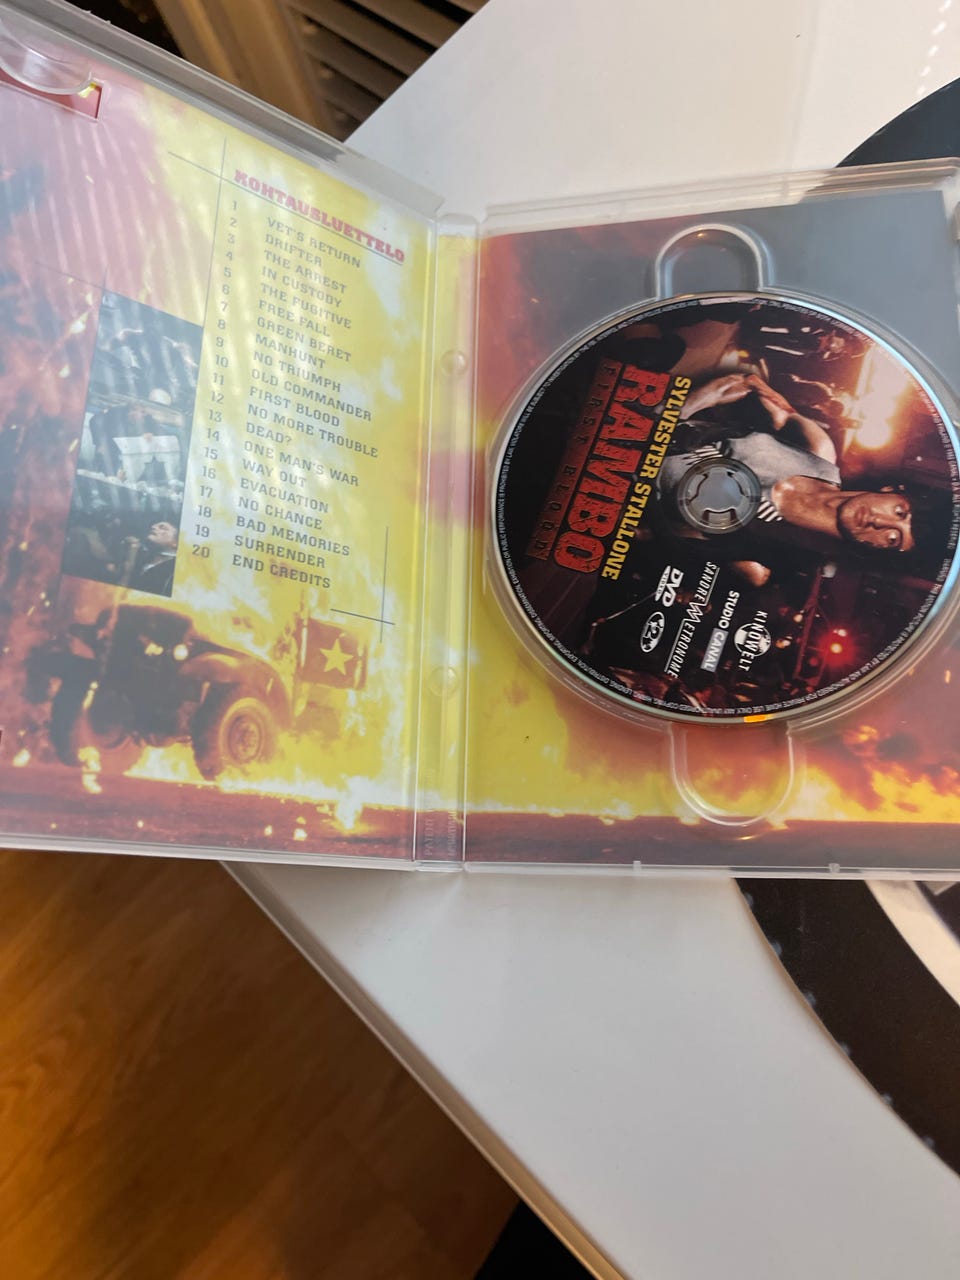 KOHTAUSLUETTELO
1 VET'S RETURN
2 DRIFTER
3 THE ARREST
4 IN CUSTODY
5 THE FUGITIVE
6 FREE FALL
7 GREEN BERET
8 MANHUNT
9 NO TRIUMPH
10 OLD COMMANDER
11 FIRST BLOOD
12 NO MORE TROUBLE
13 DEAD?
14 ONE MAN'S WAR
15 WAY OUT
16 EVACUATION
17 NO CHANCE
18 BAD MEMORIES
19 SURRENDER
20 END CREDITS
SYLVESTER STALLONE
RAMBO
FIRST BLOOD
DVD
VIDEO
2
SANDREW METRONOME
STUDIO CANAL
KINOWELT